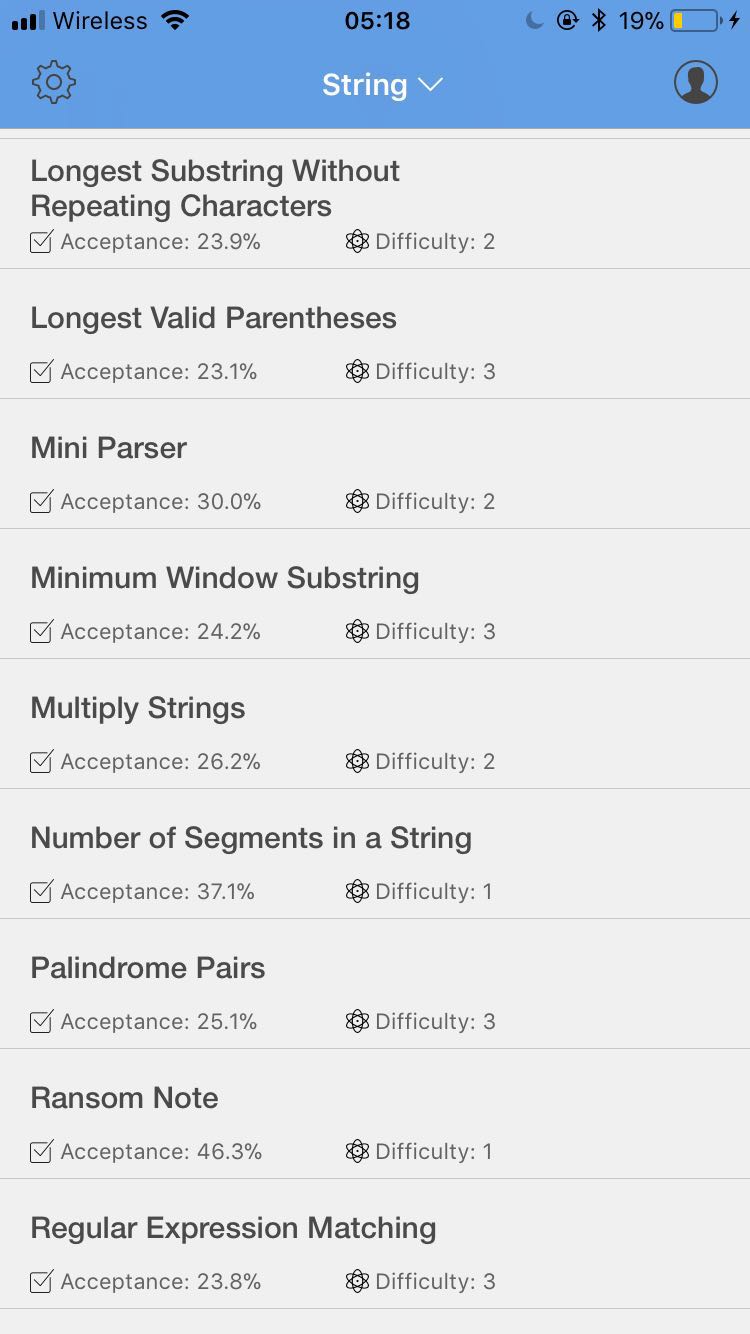 Wireless 05:18 19%
String
Longest Substring Without
Repeating Characters
Acceptance: 23.9% Difficulty: 2
Longest Valid Parentheses
Acceptance: 23.1% Difficulty: 3
Mini Parser
Acceptance: 30.0% Difficulty: 2
Minimum Window Substring
Acceptance: 24.2% Difficulty: 3
Multiply Strings
Acceptance: 26.2% Difficulty: 2
Number of Segments in a String
Acceptance: 37.1% Difficulty: 1
Palindrome Pairs
Acceptance: 25.1% Difficulty: 3
Ransom Note
Acceptance: 46.3% Difficulty: 1
Regular Expression Matching
Acceptance: 23.8% Difficulty: 3